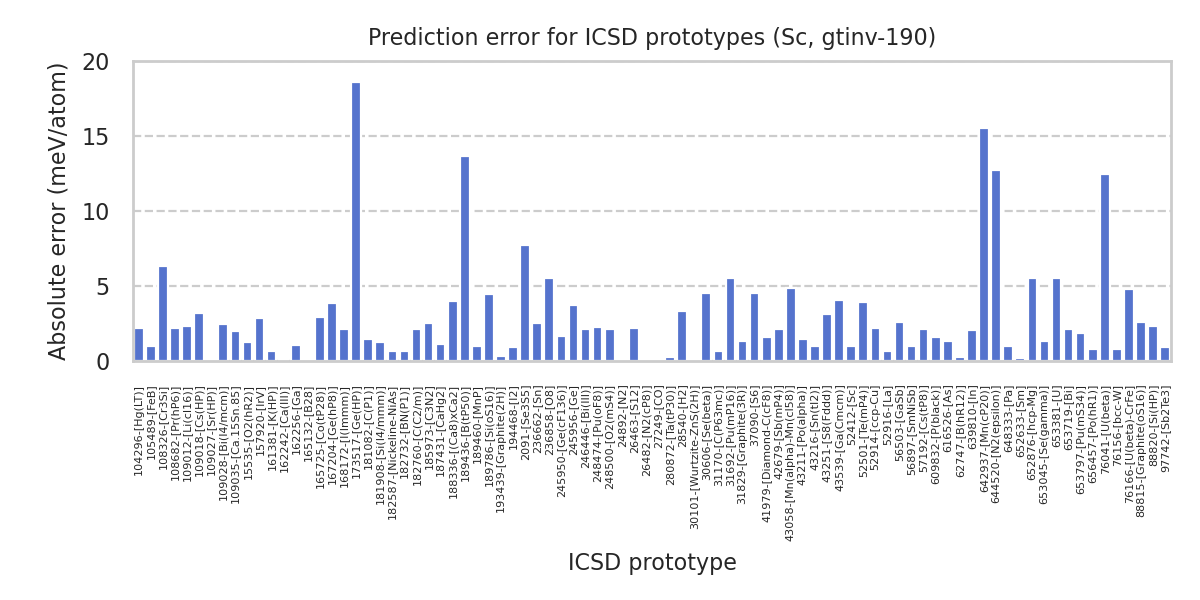 Prediction error for ICSD prototypes (Sc, gtinv-190)
Absolute error (meV/atom)
20
15
10
5
0
104296-[Hg(LT)]
105489-[FeB]
108326-[Cr3Si]
108682-[Pr(hP6)]
109012-[Li(cI16)]
109018-[Cs(HP)]
109027-[Sr(HP)]
109028-[Bi(I4/mcm)]
109035-[Ca.15Sn.85]
15535-[O2(hR2)]
157920-[IrV]
161381-[K(HP)]
162242-[Ca(III)]
162256-[Ga]
165132-[B28]
165725-[Co(tP28)]
167204-[Ge(hP8)]
168172-[I(Immm)]
173517-[Ge(HP)]
181082-[C(P1)]
181908-[Si(I4/mmm)]
182587-[Nickeline-NiAs]
182732-[BN(P1)]
182760-[C(C2/m)]
185973-[C3N2]
187431-[CaHg2]
188336-[(Ca8)xCa2]
189436-[B(tP50)]
189460-[MnP]
189786-[Si(oS16)]
193439-[Graphite(2H)]
194468-[I2]
2091-[Se3S5]
236662-[Sn]
236858-[O8]
245950-[Ge(cF136)]
245956-[Ge]
246446-[Bi(III)]
248474-[Pu(oF8)]
248500-[O2(mS4)]
24892-[N2]
26463-[S12]
26482-[N2(cP8)]
27249-[CO]
280872-[Ta(tP30)]
28540-[H2]
30101-[Wurtzite-ZnS(2H)]
30606-[Se(beta)]
31170-[C(P63mc)]
31692-[Pu(mP16)]
31829-[Graphite(3R)]
37090-[S6]
41979-[Diamond-C(cF8)]
42679-[Sb(mP4)]
43058-[Mn(alpha)-Mn(cI58)]
43211-[Po(alpha)]
43216-[Sn(tI2)]
43251-[S8(Fddd)]
43539-[Ga(Cmcm)]
52412-[Sc]
52501-[Te(mP4)]
52914-[ccp-Cu]
52916-[La]
56503-[GaSb]
56897-[SmNiSb]
57192-[Cs(tP8)]
609832-[P(black)]
616526-[As]
62747-[B(hR12)]
639810-[In]
642937-[Mn(cP20)]
644520-[N2(epsilon)]
648333-[Pa]
652633-[Sm]
652876-[hcp-Mg]
653045-[Se(gamma)]
653381-[U]
653719-[Bi]
653797-[Pu(mS34)]
656457-[Po(hR1)]
76041-[U(beta)]
76156-[bcc-W]
76166-[U(beta)-CrFe]
88815-[Graphite(oS16)]
88820-[Si(HP)]
97742-[Sb2Te3]
ICSD prototype